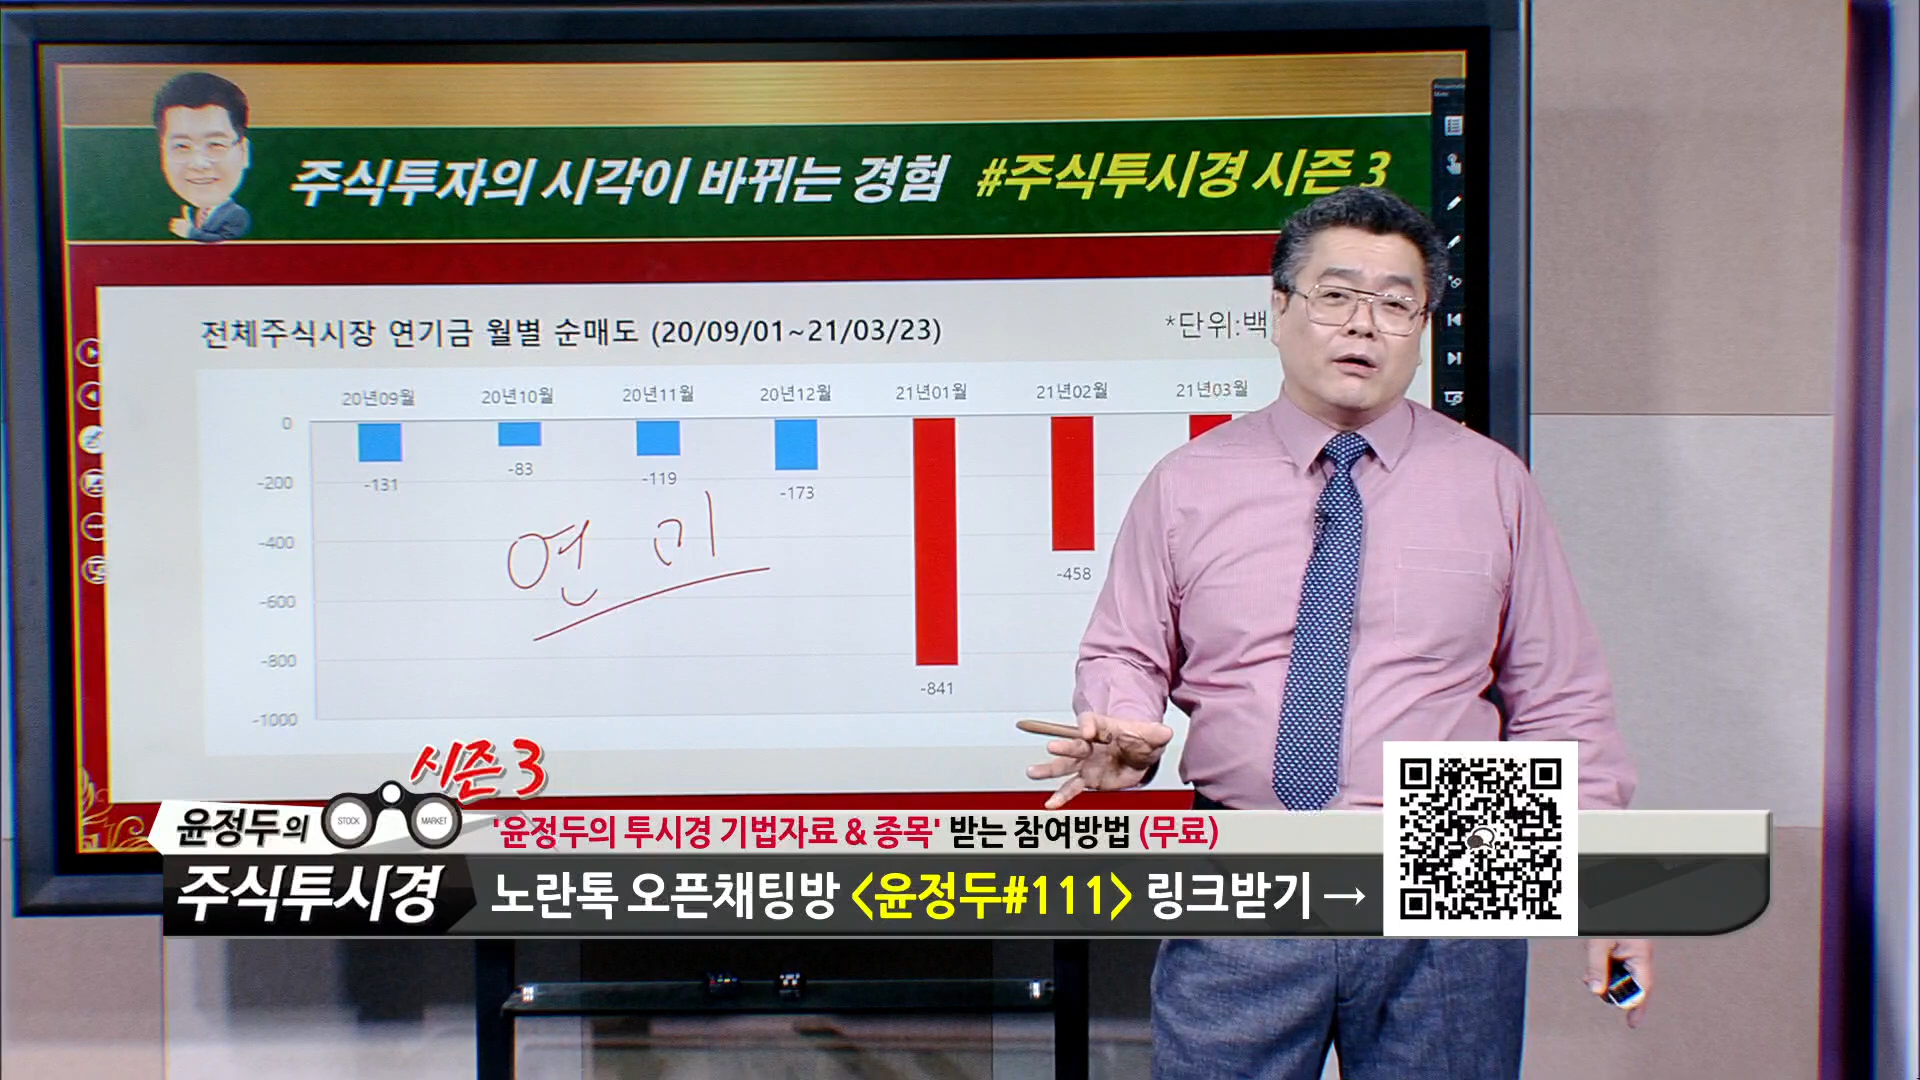 주식투자의 시각이 바뀌는 경험 #주식투시경 시즌 3
전체주식시장 연기금 월별 순매도 (20/09/01~21/03/23)
*단위:백
20년09월 20년10월 20년11월 20년12월 21년01월 21년02월 21년03월
0
-200
-400
-600
-800
-1000
-131 -83 -119 -173 -841 -458
시즌 3
윤정두의
STOCK MARKET
주식투시경
'윤정두의 투시경 기법자료 & 종목' 받는 참여방법 (무료)
노란톡 오픈채팅방 <윤정두#111> 링크받기 →